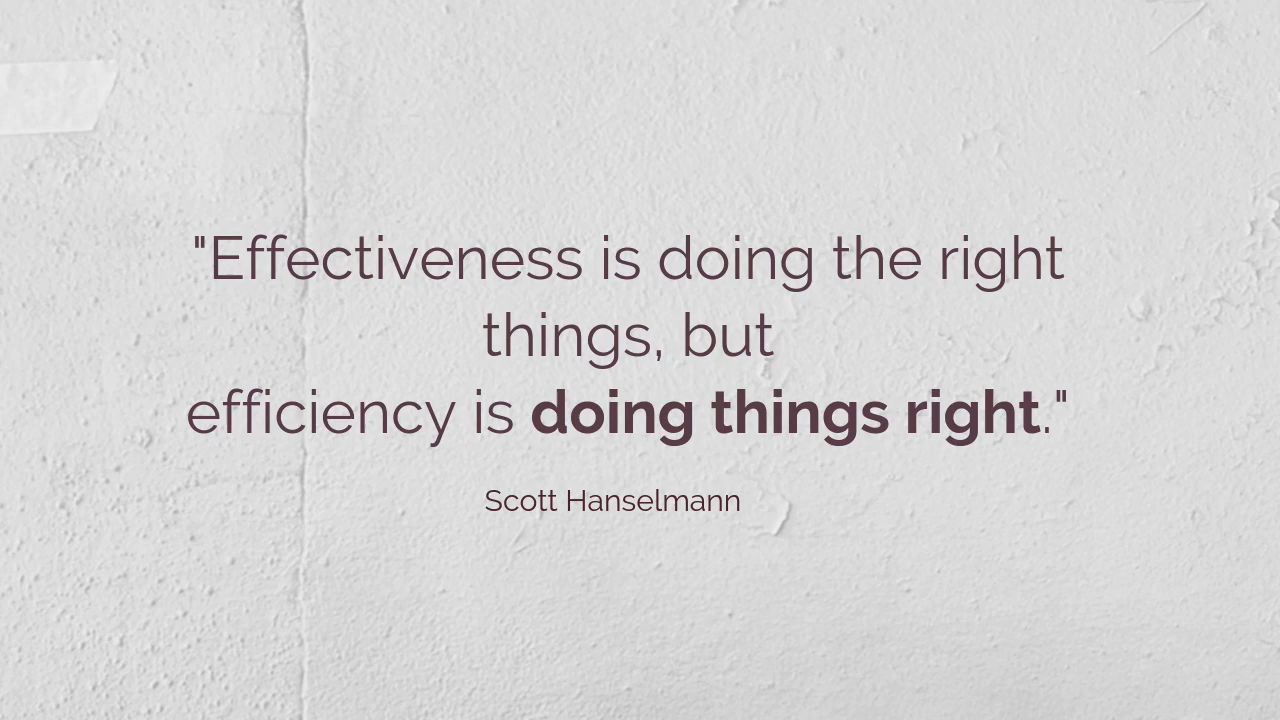 "Effectiveness is doing the right
things, but
efficiency is doing things right."
Scott Hanselmann